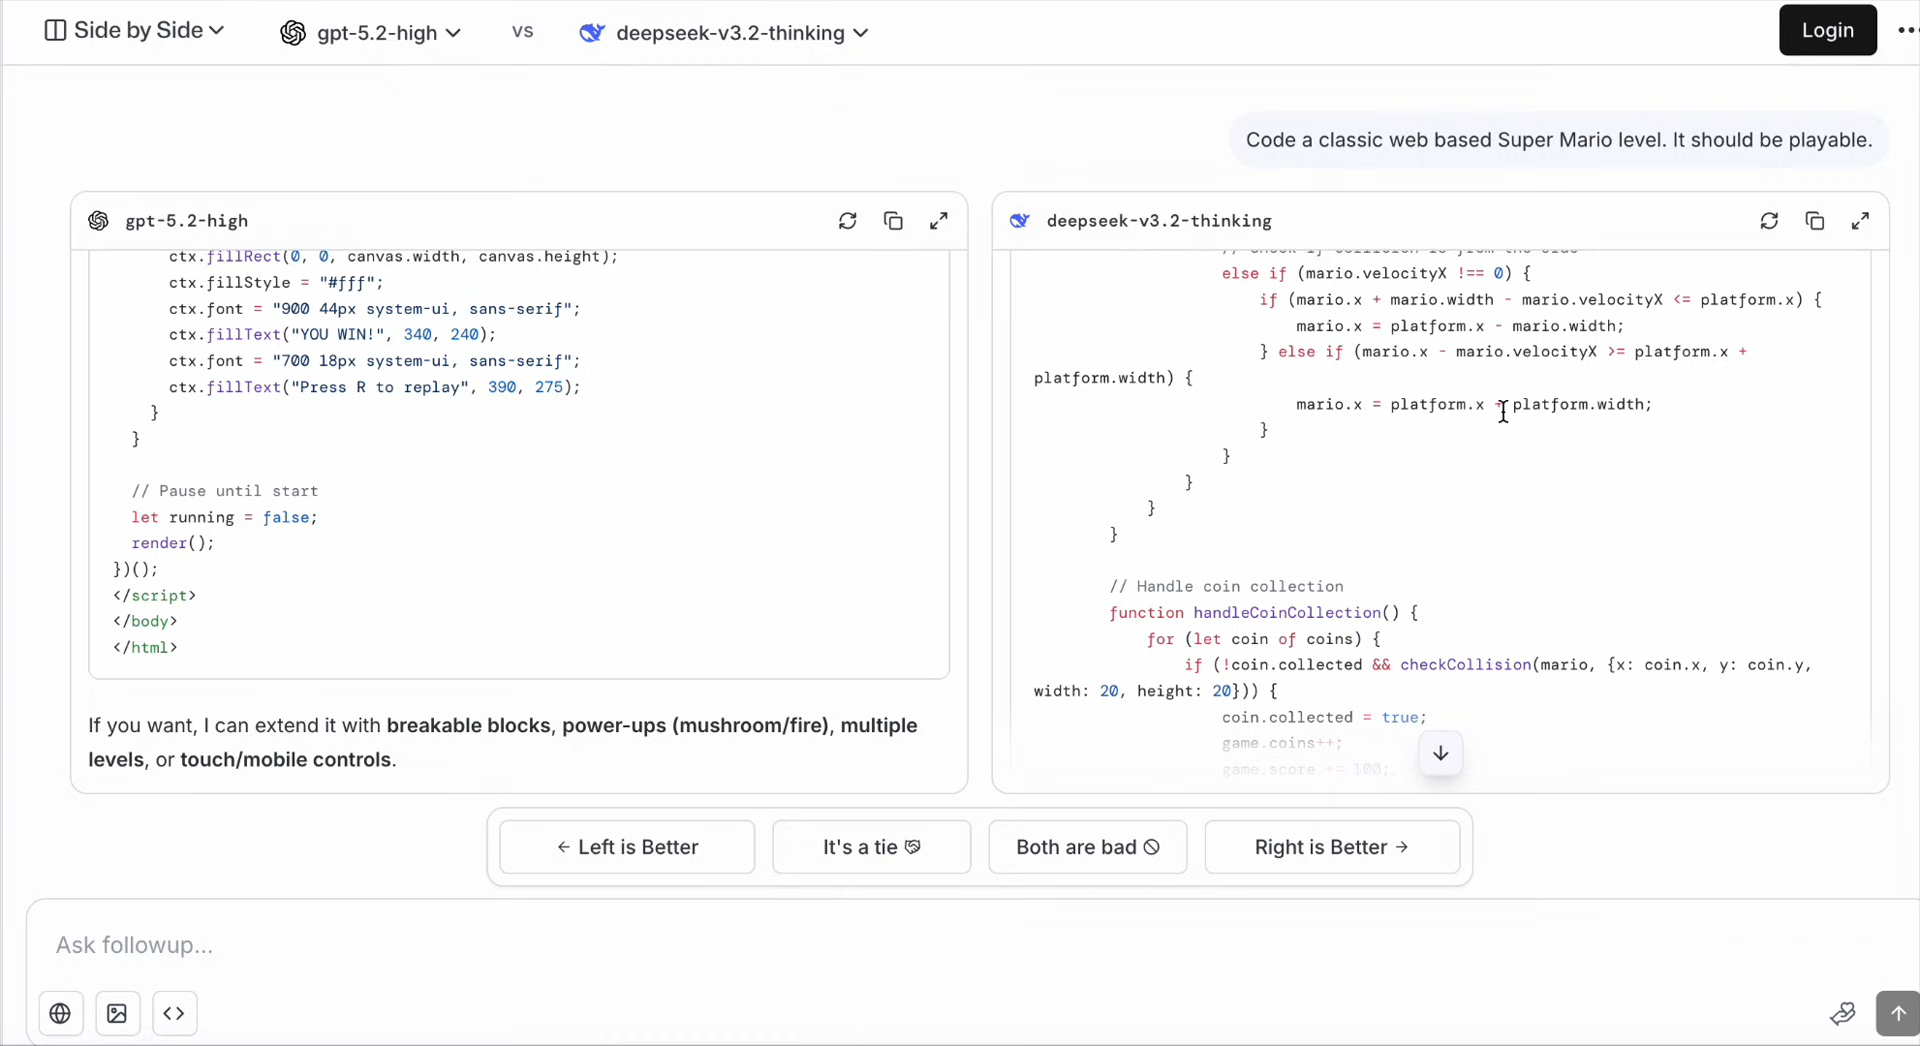 Side by Side
gpt-5.2-high
VS
deepseek-v3.2-thinking
Login
Code a classic web based Super Mario level. It should be playable.
gpt-5.2-high
ctx.fillRect(0, 0, canvas.width, canvas.height);
ctx.fillStyle = "#fff";
ctx.font = "900 44px system-ui, sans-serif";
ctx.fillText("YOU WIN!", 340, 240);
ctx.font = "700 18px system-ui, sans-serif";
ctx.fillText("Press R to replay", 390, 275);
}
}
// Pause until start
let running = false;
render();
})();
</script>
</body>
</html>
If you want, I can extend it with breakable blocks, power-ups (mushroom/fire), multiple
levels, or touch/mobile controls.
deepseek-v3.2-thinking
// Check if collision is from the side
else if (mario.velocityX !== 0) {
if (mario.x + mario.width - mario.velocityX <= platform.x) {
mario.x = platform.x - mario.width;
} else if (mario.x - mario.velocityX >= platform.x +
platform.width) {
mario.x = platform.x + platform.width;
}
}
}
}
}
// Handle coin collection
function handleCoinCollection() {
for (let coin of coins) {
if (!coin.collected && checkCollision(mario, {x: coin.x, y: coin.y,
width: 20, height: 20})) {
coin.collected = true;
game.coins++;
game.score += 100;
← Left is Better
It's a tie
Both are bad
Right is Better →
Ask followup...